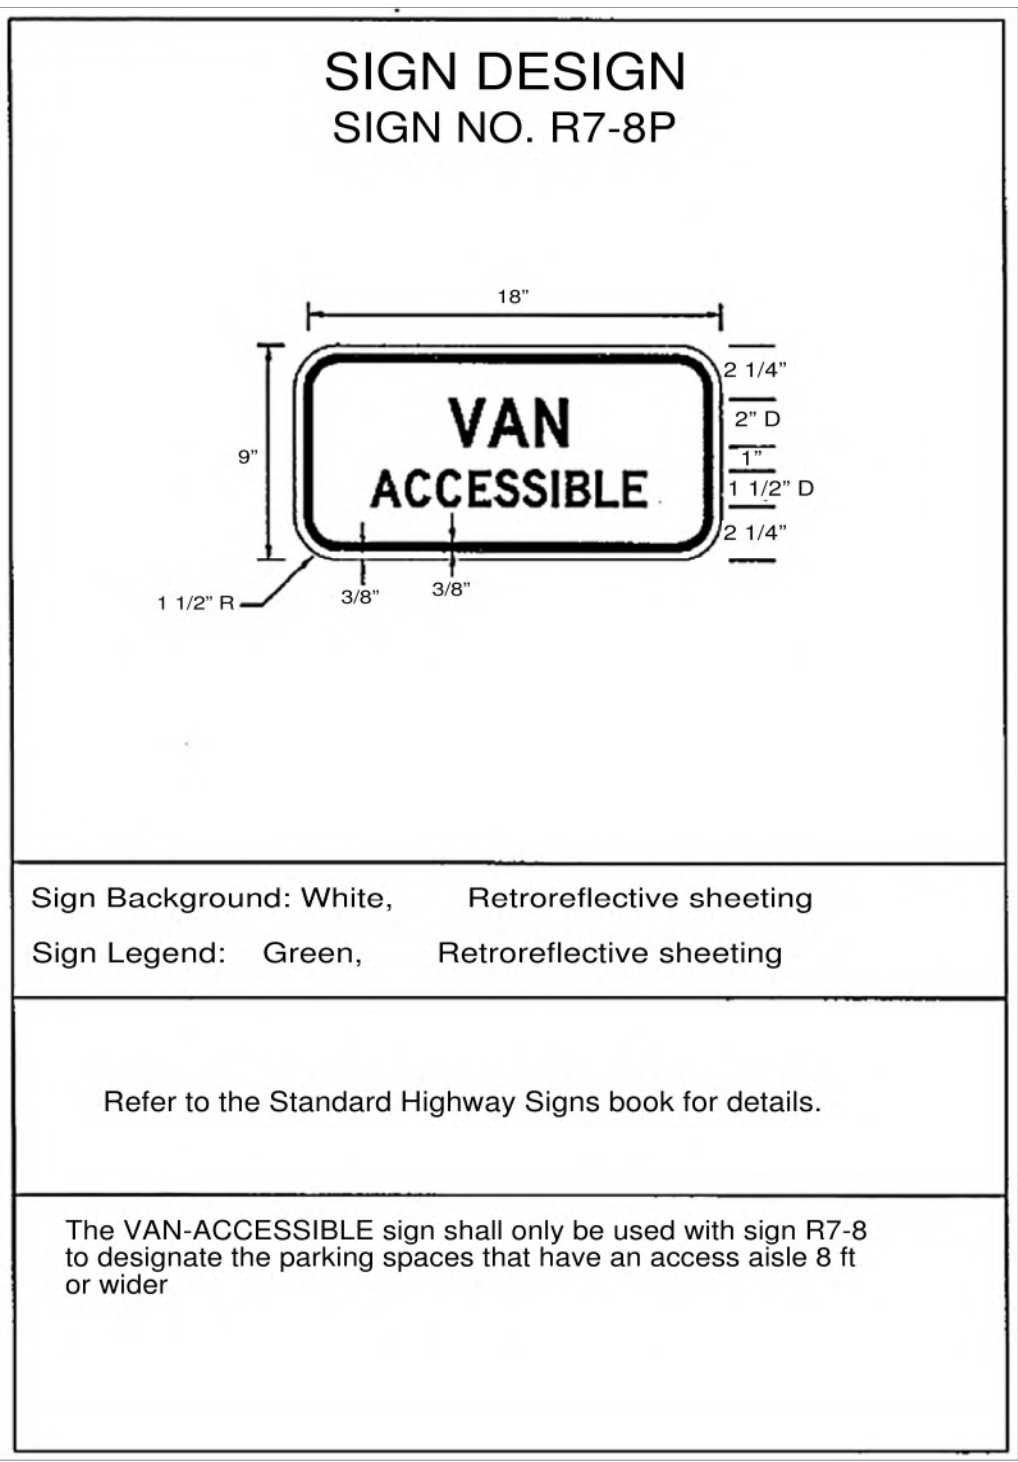 SIGN DESIGN
SIGN NO. R7-8P
18”
2 1/4”
VAN
2” D
9”
1”
ACCESSIBLE
1 1/2” D
2 1/4”
1 1/2” R
3/8”
3/8”
Sign Background: White, Retroreflective sheeting
Sign Legend: Green, Retroreflective sheeting
Refer to the Standard Highway Signs book for details.
The VAN-ACCESSIBLE sign shall only be used with sign R7-8
to designate the parking spaces that have an access aisle 8 ft
or wider